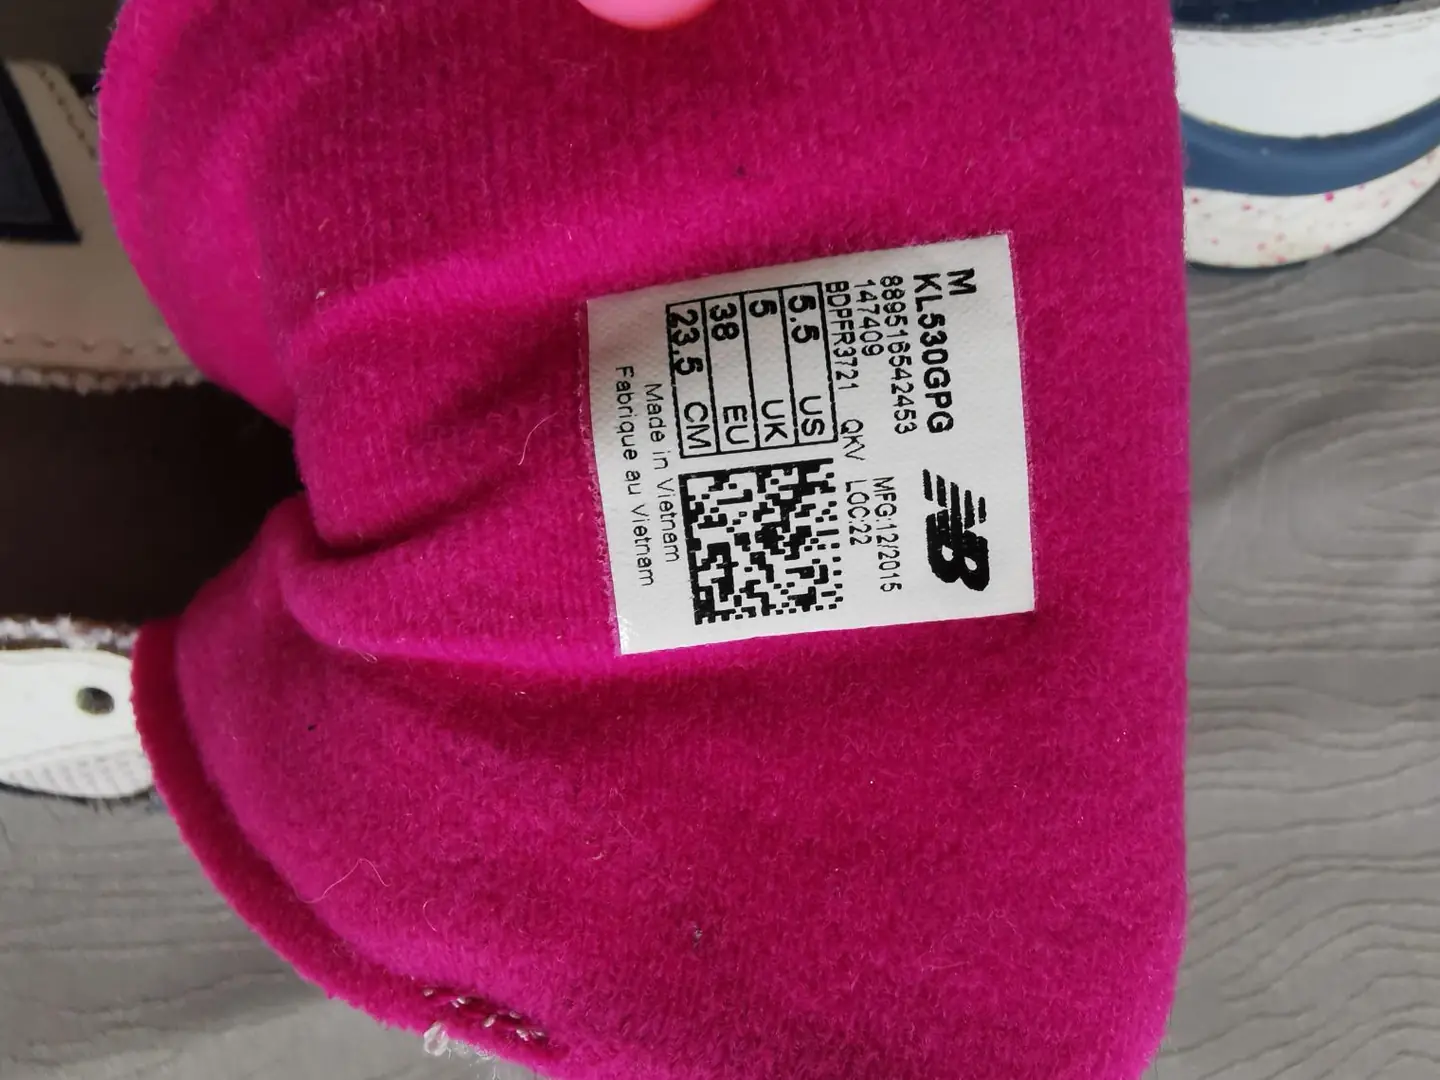 M
KL530GPG
889516542453
147409 MFG:12/2015
BDPFR3721 QKV LOC:22
5.5 US
5 UK
38 EU
23.5 CM
Made in Vietnam
Fabrique au Vietnam
NB